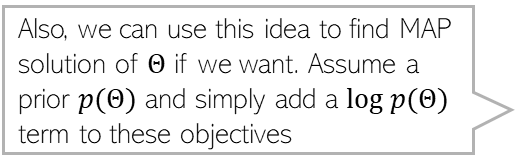 Also, we can use this idea to find MAP
solution of Θ if we want. Assume a
prior p(Θ) and simply add a log p(Θ)
term to these objectives